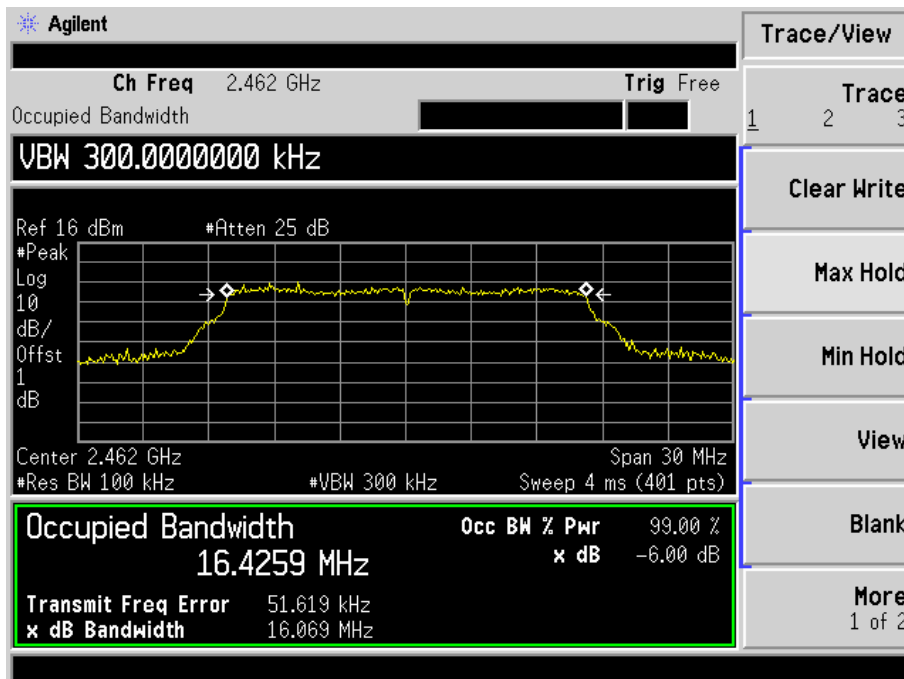 Agilent
Trace/View
Ch Freq 2.462 GHz Trig Free
Occupied Bandwidth
Trace
1 2 3
VBW 300.0000000 kHz
Clear Write
Ref 16 dBm #Atten 25 dB
#Peak
Log
10
dB/
Offst
1
dB
Max Hold
Min Hold
View
Center 2.462 GHz Span 30 MHz
#Res BW 100 kHz #VBW 300 kHz Sweep 4 ms (401 pts)
Occupied Bandwidth
16.4259 MHz
Occ BW % Pwr 99.00 %
x dB -6.00 dB
Transmit Freq Error 51.619 kHz
x dB Bandwidth 16.069 MHz
Blank
More
1 of 2